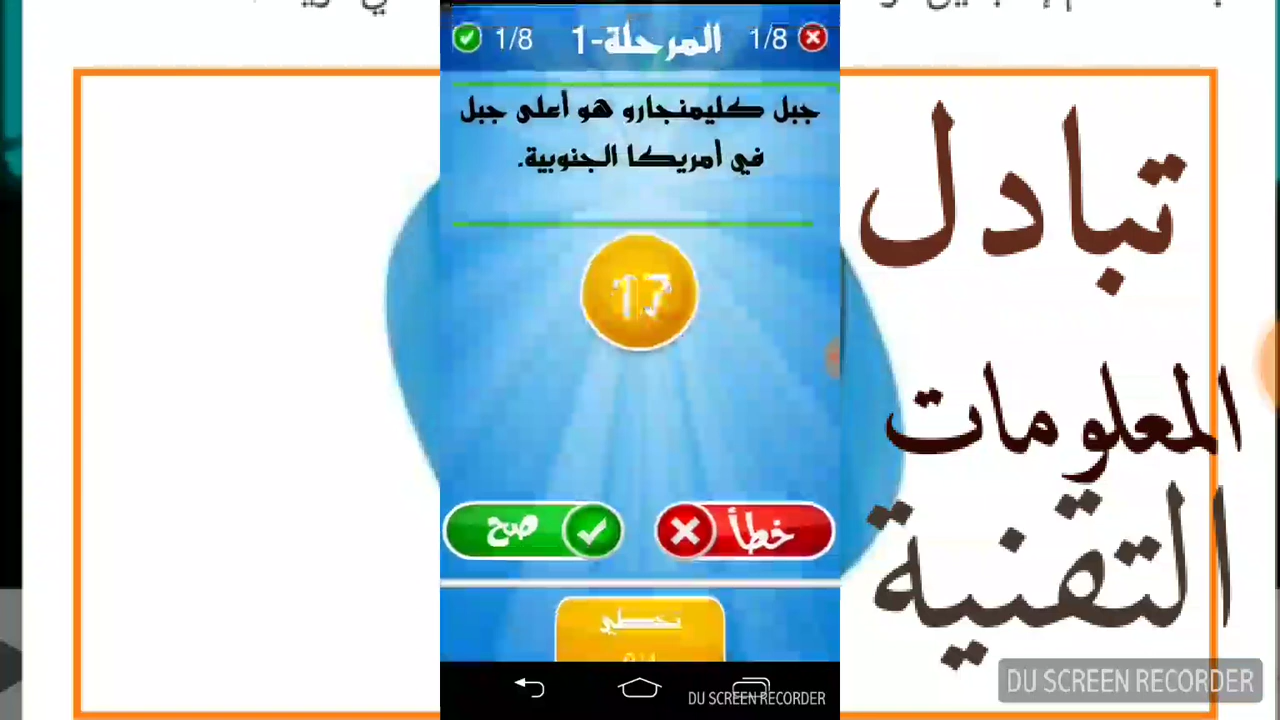 1/8 المرحلة-1 1/8
جبل كليمنجارو هو أعلى جبل
في أمريكا الجنوبية.
17
صح
خطأ
تخطي
DU SCREEN RECORDER
تبادل
المعلومات
التقنية
DU SCREEN RECORDER